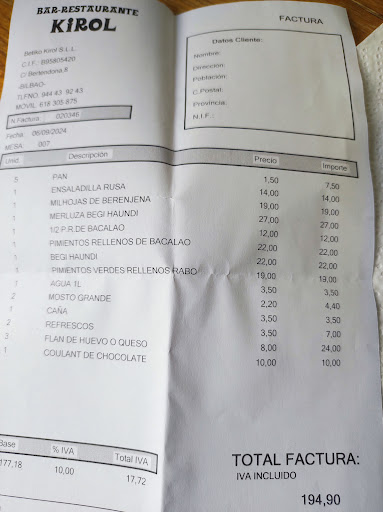 BAR-RESTAURANTE
KIROL
Betiko Kirol S.L.L.
C.I.F.: B95805420
C/ Bertendona,8
-BILBAO-
TLFNO. 944 43 92 43
MOVIL. 618 305 875
N.Factura 020346
Fecha: 06/09/2024
MESA: 007
FACTURA
Datos Cliente:
Nombre:
Dirección:
Población:
C.Postal:
Provincia:
N.I.F.:
Unid. Descripción Precio Importe
5 PAN 1,50 7,50
1 ENSALADILLA RUSA 14,00 14,00
1 MILHOJAS DE BERENJENA 19,00 19,00
1 MERLUZA BEGI HAUNDI 27,00 27,00
1 1/2 P.R.DE BACALAO 12,00 12,00
1 PIMIENTOS RELLENOS DE BACALAO 22,00 22,00
1 BEGI HAUNDI 22,00 22,00
1 PIMIENTOS VERDES RELLENOS RABO 19,00 19,00
1 AGUA 1L 3,50 3,50
2 MOSTO GRANDE 2,20 4,40
1 CAÑA 3,50 3,50
2 REFRESCOS 3,50 7,00
3 FLAN DE HUEVO O QUESO 8,00 24,00
1 COULANT DE CHOCOLATE 10,00 10,00
Base % IVA Total IVA
177,18 10,00 17,72
TOTAL FACTURA:
IVA INCLUIDO
194,90